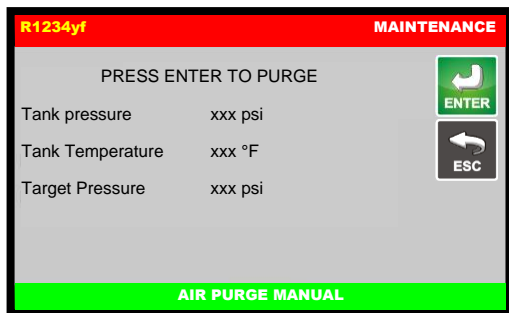 R1234yf MAINTENANCE
PRESS ENTER TO PURGE
ENTER
Tank pressure xxx psi
Tank Temperature xxx °F
ESC
Target Pressure xxx psi
AIR PURGE MANUAL